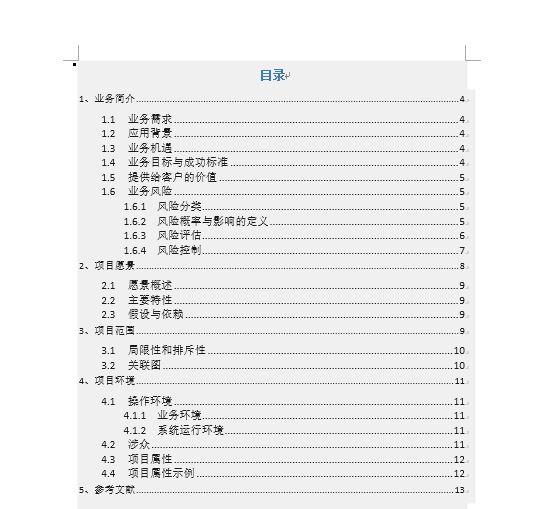 目录
1、业务简介 4
1.1 业务需求 4
1.2 应用背景 4
1.3 业务机遇 4
1.4 业务目标与成功标准 4
1.5 提供给客户的价值 5
1.6 业务风险 5
1.6.1 风险分类 5
1.6.2 风险概率与影响的定义 5
1.6.3 风险评估 6
1.6.4 风险控制 7
2、项目愿景 8
2.1 愿景概述 9
2.2 主要特性 9
2.3 假设与依赖 9
3、项目范围 9
3.1 局限性和排斥性 10
3.2 关联图 10
4、项目环境 11
4.1 操作环境 11
4.1.1 业务环境 11
4.1.2 系统运行环境 11
4.2 涉众 11
4.3 项目属性 12
4.4 项目属性示例 12
5、参考文献 13